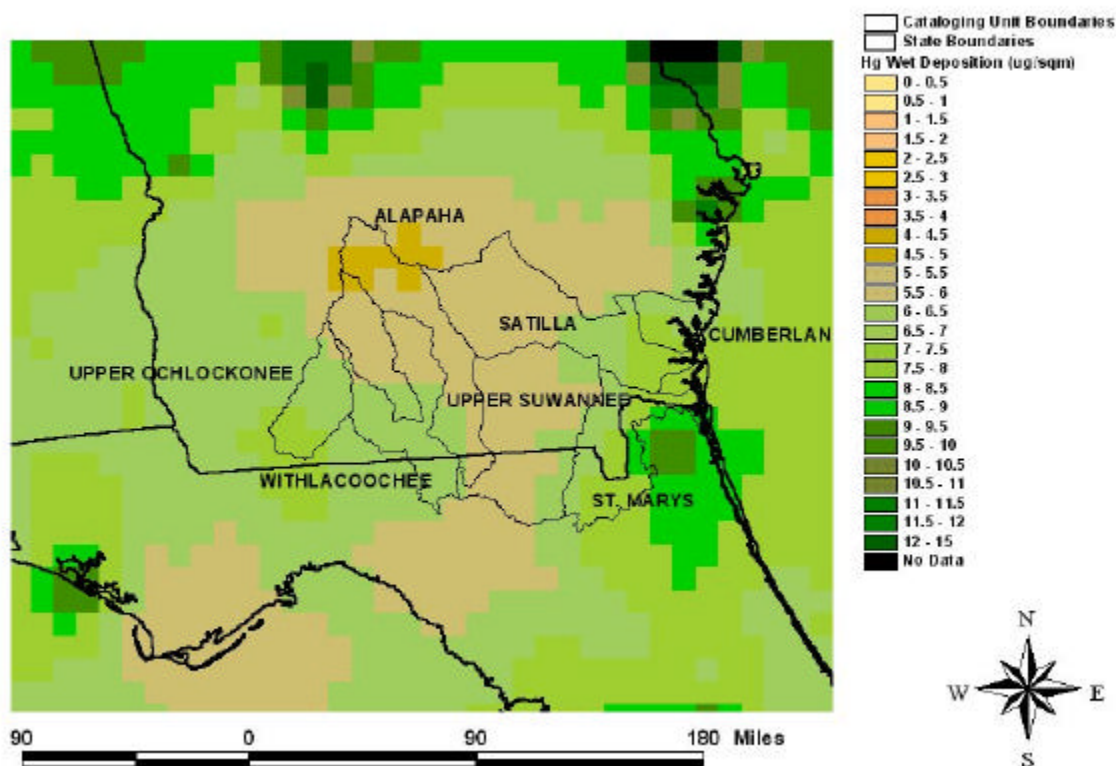 Cataloging Unit Boundaries
State Boundaries
Hg Wet Deposition (ug/sqm)
0 - 0.5
0.5 - 1
1 - 1.5
1.5 - 2
2 - 2.5
2.5 - 3
3 - 3.5
3.5 - 4
4 - 4.5
4.5 - 5
5 - 5.5
5.5 - 6
6 - 6.5
6.5 - 7
7 - 7.5
7.5 - 8
8 - 8.5
8.5 - 9
9 - 9.5
9.5 - 10
10 - 10.5
10.5 - 11
11 - 11.5
11.5 - 12
12 - 15
No Data
ALAPAHA
SATILLA
CUMBERLAN
UPPER OCHLOCKONEE
UPPER SUWANNEE
WITHLACOOCHEE
ST. MARYS
N
W E
S
90 0 90 180 Miles